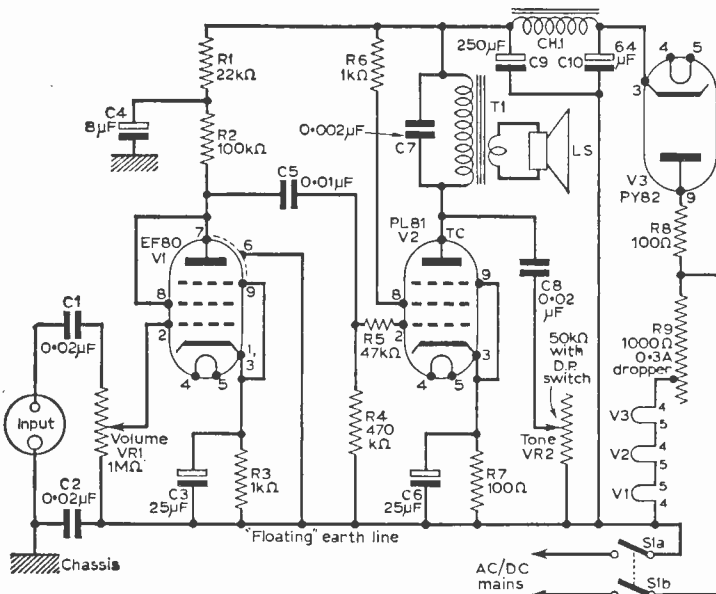 R1
22kΩ
C4
8µF
R2
100kΩ
R6
1kΩ
0·002µF
C7
T1
LS
250µF
C9
CH.1
C10
64
µF
4 5
3
V3
PY82
9
R8
100Ω
C5
0·01µF
EF80
V1
7
6
9
8
2
1,
3
4 5
PL81
V2
TC
9
8
2
3
4 5
R5
47kΩ
C8
0·02
µF
50kΩ
with
D.P.
switch
R9
1000Ω
0·3A
dropper
C1
0·02µF
Input
C2
0·02µF
Volume
VR1
1MΩ
R4
470
kΩ
Tone
VR2
V3
4
5
V2
4
5
V1
5
4
C3
25µF
R3
1kΩ
C6
25µF
R7
100Ω
"Floating" earth line
Chassis
AC/DC
mains
S1a
S1b